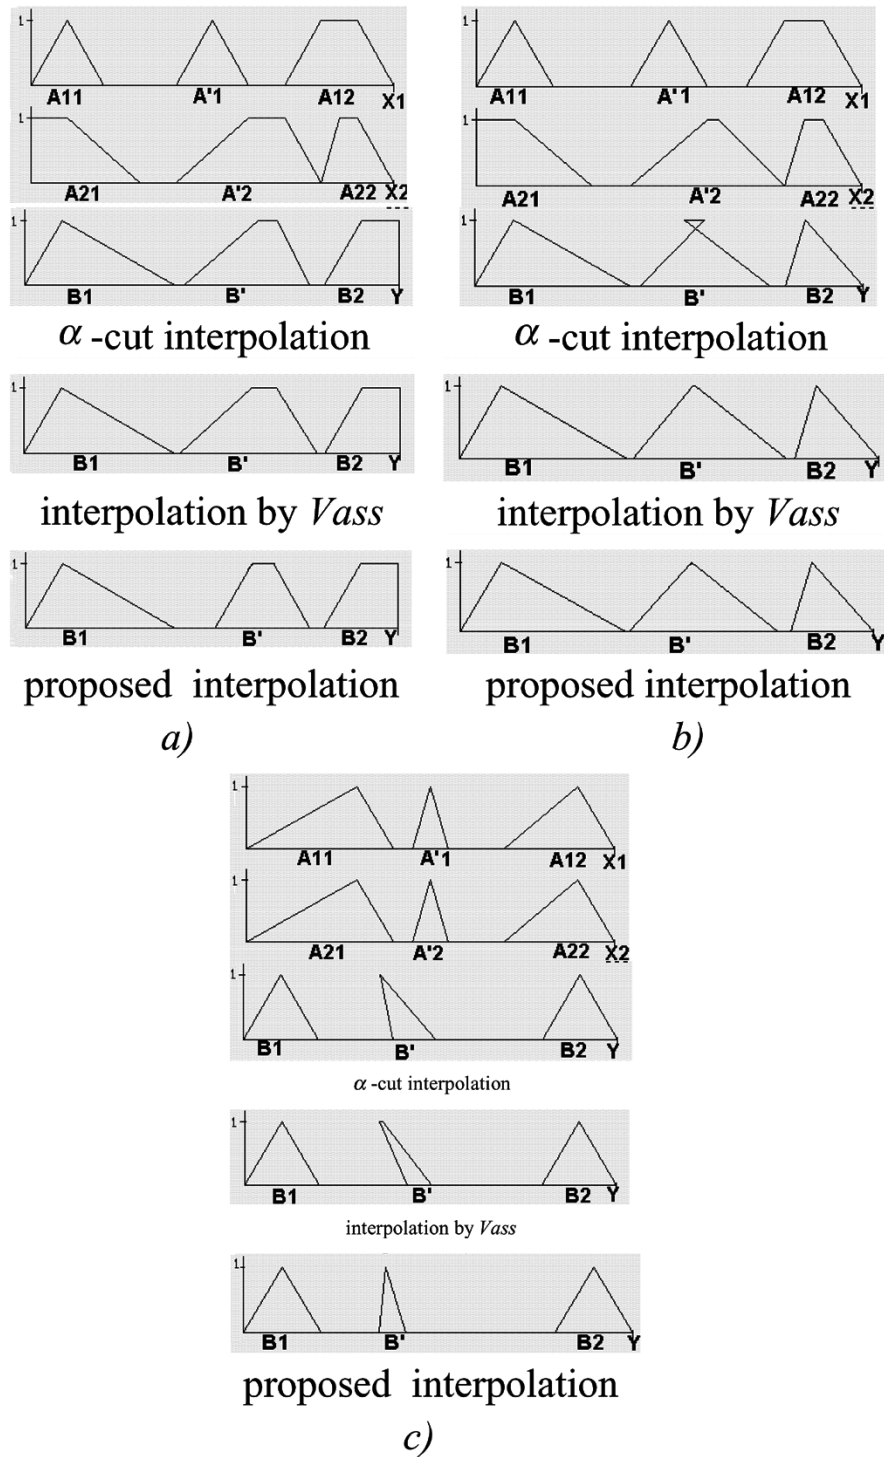 1
A11 A'1 A12 X1
1
A21 A'2 A22 X2
1
B1 B' B2 Y
α -cut interpolation
1
B1 B' B2 Y
interpolation by Vass
1
B1 B' B2 Y
proposed interpolation
a)
1
A11 A'1 A12 X1
1
A21 A'2 A22 X2
1
B1 B' B2 Y
α -cut interpolation
1
B1 B' B2 Y
interpolation by Vass
1
B1 B' B2 Y
proposed interpolation
b)
1
A11 A'1 A12 X1
1
A21 A'2 A22 X2
1
B1 B' B2 Y
α -cut interpolation
1
B1 B' B2 Y
interpolation by Vass
1
B1 B' B2 Y
proposed interpolation
c)